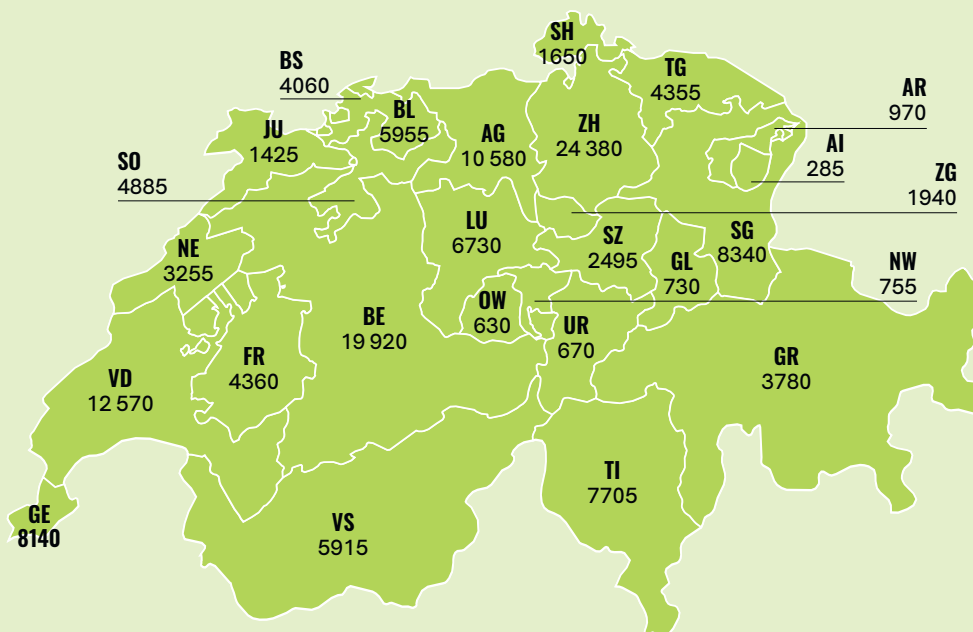 SH
1650
BS
4060
TG
4355
AR
970
BL
5955
JU
1425
AG
10 580
ZH
24 380
AI
285
SO
4885
ZG
1940
LU
6730
SZ
2495
SG
8340
NE
3255
GL
730
NW
755
OW
630
BE
19 920
UR
670
FR
4360
GR
3780
VD
12 570
TI
7705
GE
8140
VS
5915